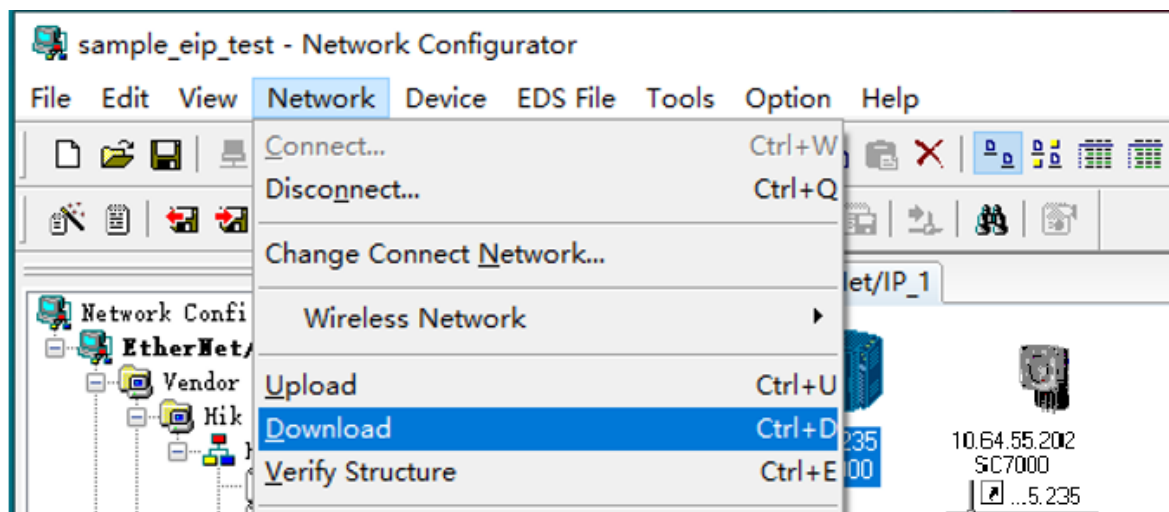 sample_eip_test - Network Configurator
File Edit View Network Device EDS File Tools Option Help
Connect... Ctrl+W
Disconnect... Ctrl+Q
Change Connect Network...
let/IP_1
Network Confi
Wireless Network
EtherNet/
Vendor
Upload Ctrl+U
Hik
Download Ctrl+D
235
10.64.55.202
Verify Structure Ctrl+E
00
SC7000
...5.235